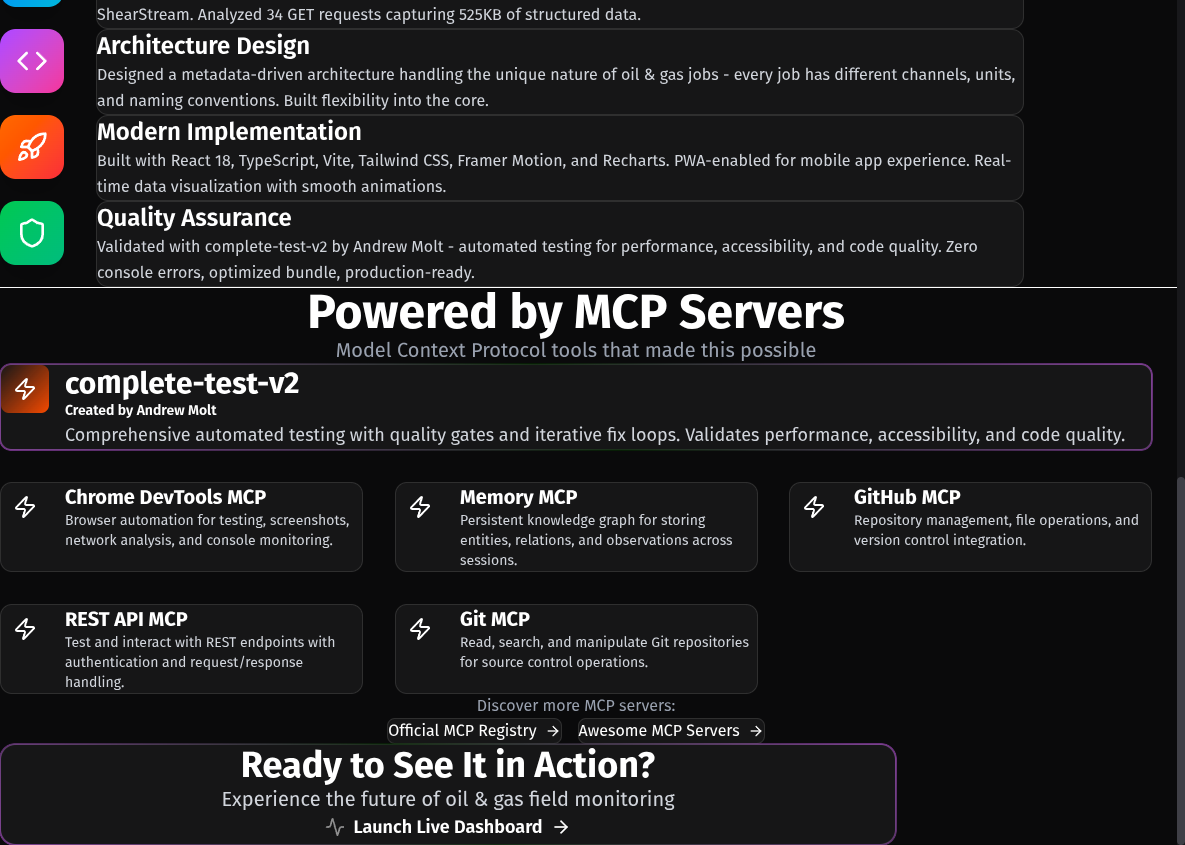 ShearStream. Analyzed 34 GET requests capturing 525KB of structured data.
Architecture Design
Designed a metadata-driven architecture handling the unique nature of oil & gas jobs - every job has different channels, units,
and naming conventions. Built flexibility into the core.
Modern Implementation
Built with React 18, TypeScript, Vite, Tailwind CSS, Framer Motion, and Recharts. PWA-enabled for mobile app experience. Real-
time data visualization with smooth animations.
Quality Assurance
Validated with complete-test-v2 by Andrew Molt - automated testing for performance, accessibility, and code quality. Zero
console errors, optimized bundle, production-ready.
Powered by MCP Servers
Model Context Protocol tools that made this possible
complete-test-v2
Created by Andrew Molt
Comprehensive automated testing with quality gates and iterative fix loops. Validates performance, accessibility, and code quality.
Chrome DevTools MCP
Browser automation for testing, screenshots,
network analysis, and console monitoring.
Memory MCP
Persistent knowledge graph for storing
entities, relations, and observations across
sessions.
GitHub MCP
Repository management, file operations, and
version control integration.
REST API MCP
Test and interact with REST endpoints with
authentication and request/response
handling.
Git MCP
Read, search, and manipulate Git repositories
for source control operations.
Discover more MCP servers:
Official MCP Registry →
Awesome MCP Servers →
Ready to See It in Action?
Experience the future of oil & gas field monitoring
Launch Live Dashboard →